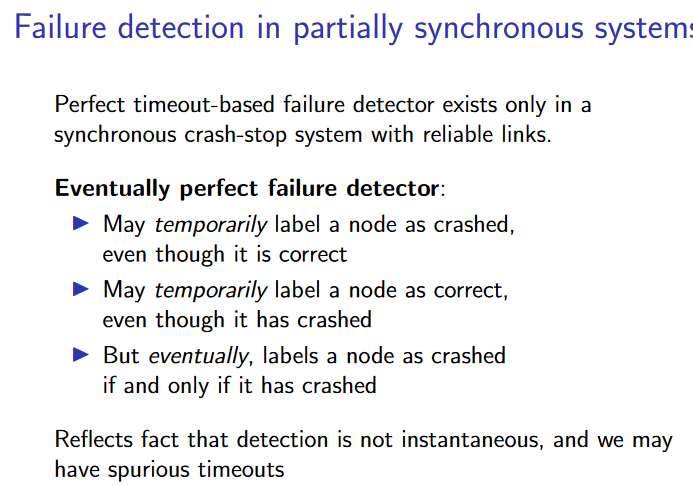 Failure detection in partially synchronous systems
Perfect timeout-based failure detector exists only in a
synchronous crash-stop system with reliable links.
Eventually perfect failure detector:
▶ May temporarily label a node as crashed,
even though it is correct
▶ May temporarily label a node as correct,
even though it has crashed
▶ But eventually, labels a node as crashed
if and only if it has crashed
Reflects fact that detection is not instantaneous, and we may
have spurious timeouts